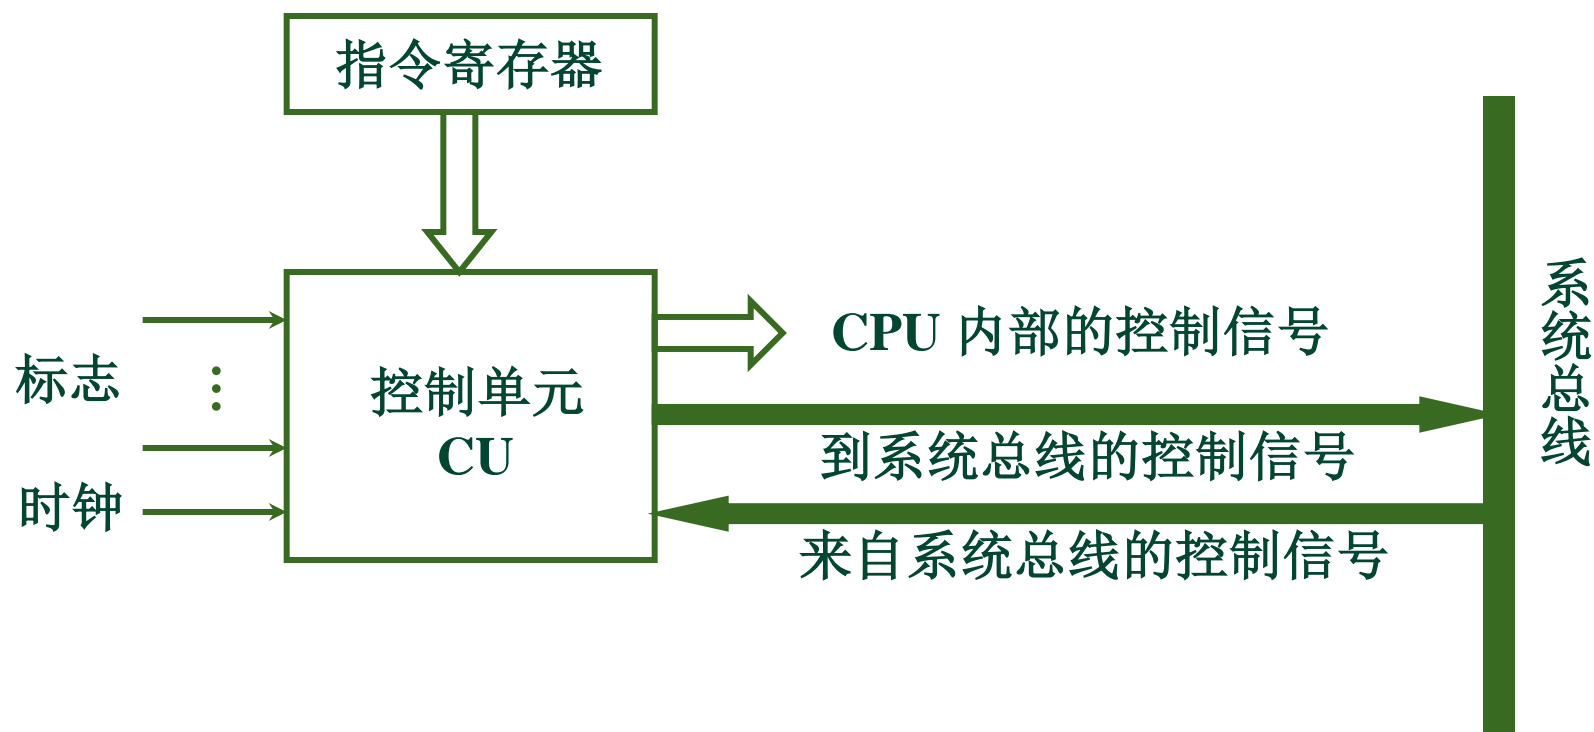 指令寄存器
标志
时钟
控制单元
CU
CPU 内部的控制信号
到系统总线的控制信号
来自系统总线的控制信号
系统总线